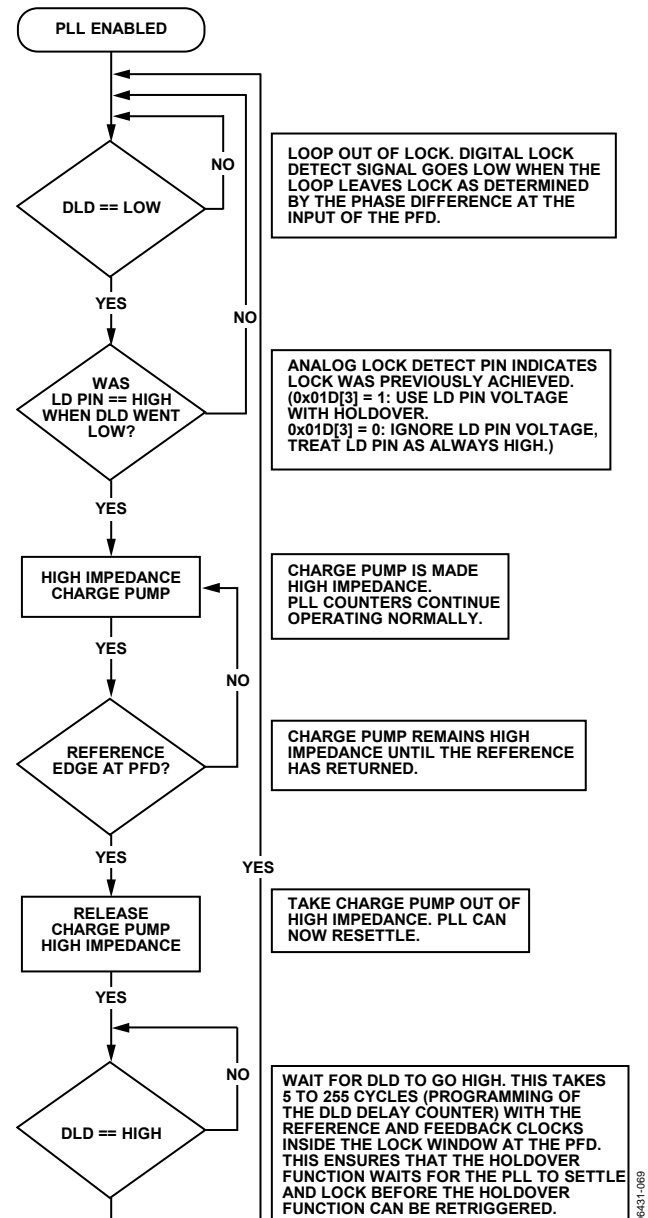 PLL ENABLED
NO
DLD == LOW
LOOP OUT OF LOCK. DIGITAL LOCK
DETECT SIGNAL GOES LOW WHEN THE
LOOP LEAVES LOCK AS DETERMINED
BY THE PHASE DIFFERENCE AT THE
INPUT OF THE PFD.
YES
NO
WAS
LD PIN == HIGH
WHEN DLD WENT
LOW?
ANALOG LOCK DETECT PIN INDICATES
LOCK WAS PREVIOUSLY ACHIEVED.
(0x01D[3] = 1: USE LD PIN VOLTAGE
WITH HOLDOVER.
0x01D[3] = 0: IGNORE LD PIN VOLTAGE,
TREAT LD PIN AS ALWAYS HIGH.)
YES
HIGH IMPEDANCE
CHARGE PUMP
CHARGE PUMP IS MADE
HIGH IMPEDANCE.
PLL COUNTERS CONTINUE
OPERATING NORMALLY.
YES
NO
REFERENCE
EDGE AT PFD?
CHARGE PUMP REMAINS HIGH
IMPEDANCE UNTIL THE REFERENCE
HAS RETURNED.
YES
YES
RELEASE
CHARGE PUMP
HIGH IMPEDANCE
TAKE CHARGE PUMP OUT OF
HIGH IMPEDANCE. PLL CAN
NOW RESETTLE.
YES
NO
DLD == HIGH
WAIT FOR DLD TO GO HIGH. THIS TAKES
5 TO 255 CYCLES (PROGRAMMING OF
THE DLD DELAY COUNTER) WITH THE
REFERENCE AND FEEDBACK CLOCKS
INSIDE THE LOCK WINDOW AT THE PFD.
THIS ENSURES THAT THE HOLDOVER
FUNCTION WAITS FOR THE PLL TO SETTLE
AND LOCK BEFORE THE HOLDOVER
FUNCTION CAN BE RETRIGGERED.
06431-069